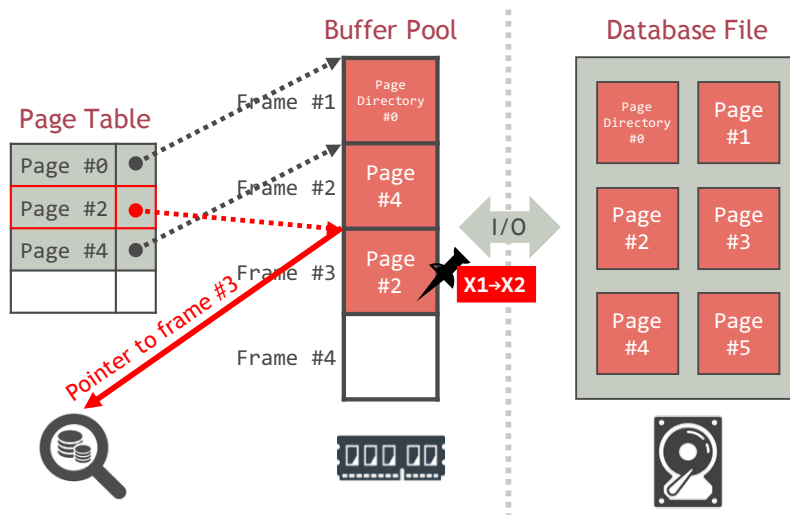 Buffer Pool
Database File
Page Table
Frame #1
Page
Directory
#0
Page #0
Page #2
Page #4
Frame #2
Page
#4
Frame #3
Page
#2
X1→X2
Pointer to frame #3
Frame #4
I/O
Page
Directory
#0
Page
#1
Page
#2
Page
#3
Page
#4
Page
#5